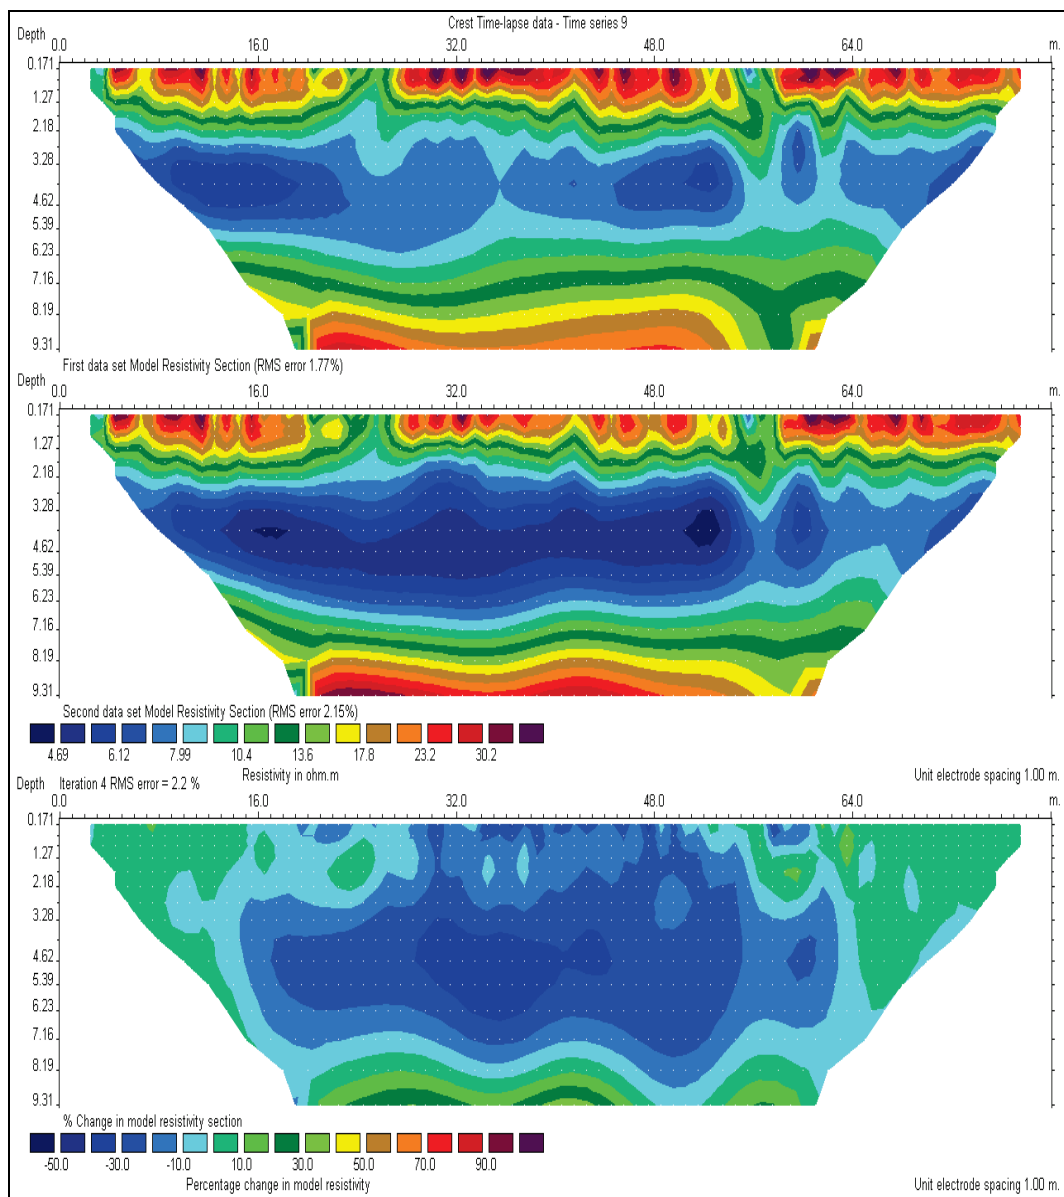 Crest Time-lapse data - Time series 9
Depth 0.0 16.0 32.0 48.0 64.0 m.
0.171
1.27
2.18
3.28
4.62
5.39
6.23
7.16
8.19
9.31
First data set Model Resistivity Section (RMS error 1.77%)
Depth 0.0 16.0 32.0 48.0 64.0 m.
0.171
1.27
2.18
3.28
4.62
5.39
6.23
7.16
8.19
9.31
Second data set Model Resistivity Section (RMS error 2.15%)
4.69 6.12 7.99 10.4 13.6 17.8 23.2 30.2
Resistivity in ohm.m Unit electrode spacing 1.00 m.
Depth Iteration 4 RMS error = 2.2 %
0.0 16.0 32.0 48.0 64.0 m.
0.171
1.27
2.18
3.28
4.62
5.39
6.23
7.16
8.19
9.31
% Change in model resistivity section
-50.0 -30.0 -10.0 10.0 30.0 50.0 70.0 90.0
Percentage change in model resistivity Unit electrode spacing 1.00 m.